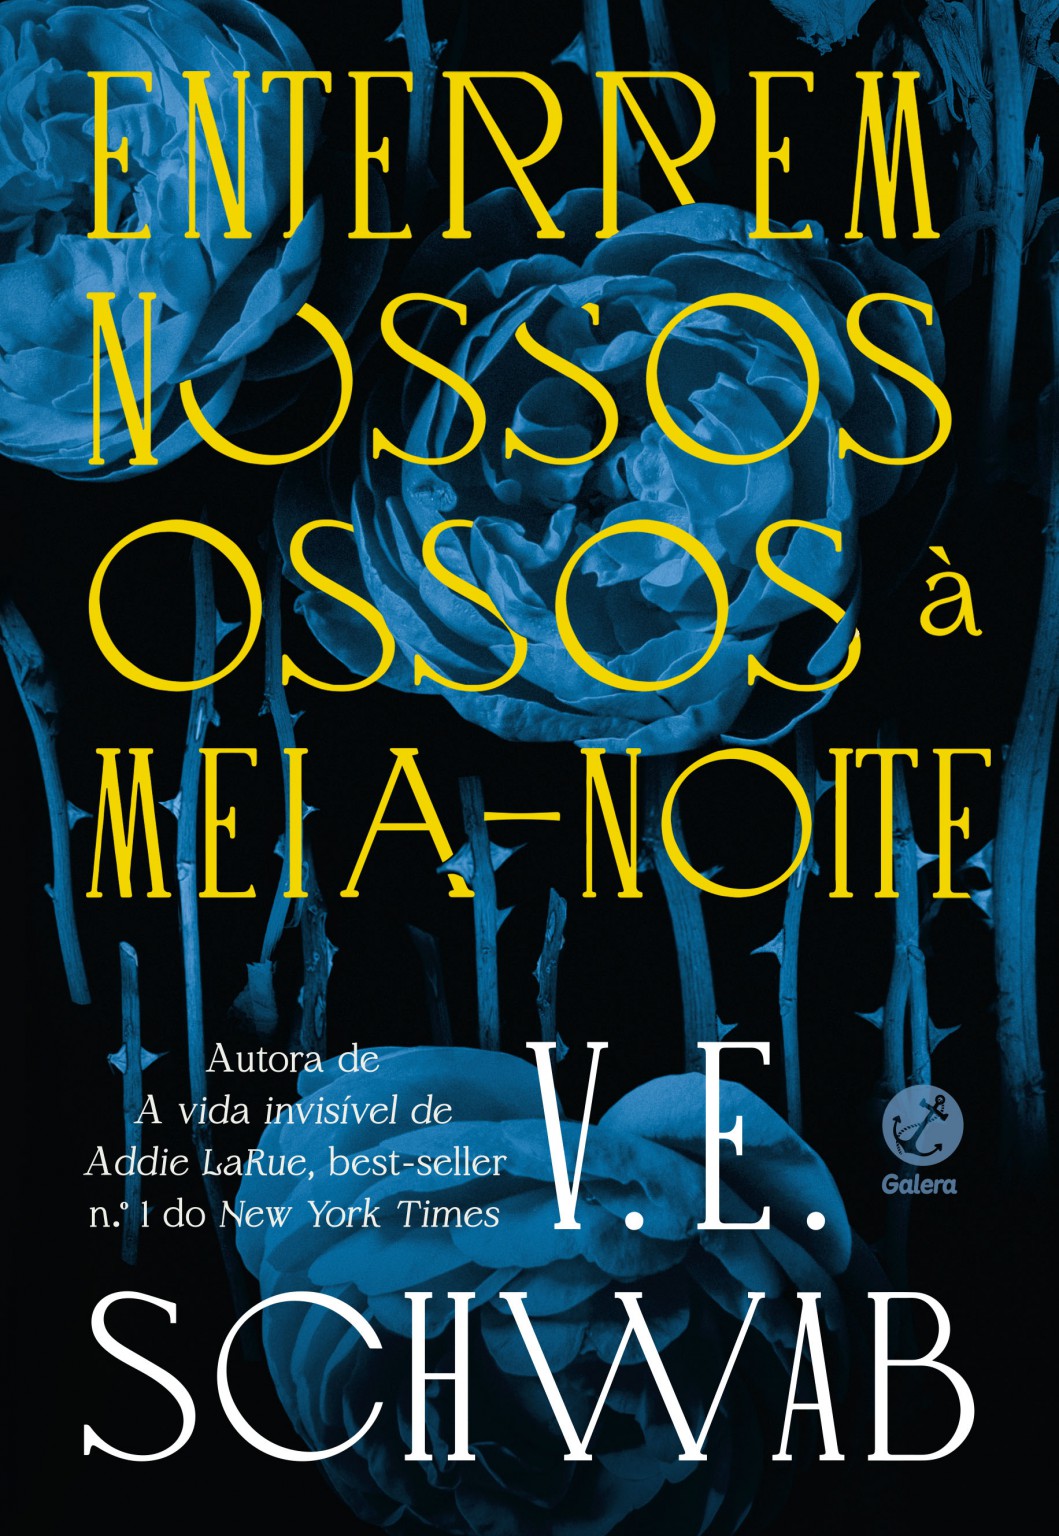 ENTERREM
NOSSOS
OSSOS à
MEIA-NOITE
Autora de
A vida invisível de
Addie LaRue, best-seller
n.º 1 do New York Times
V. E.
SCHWAB
Galera